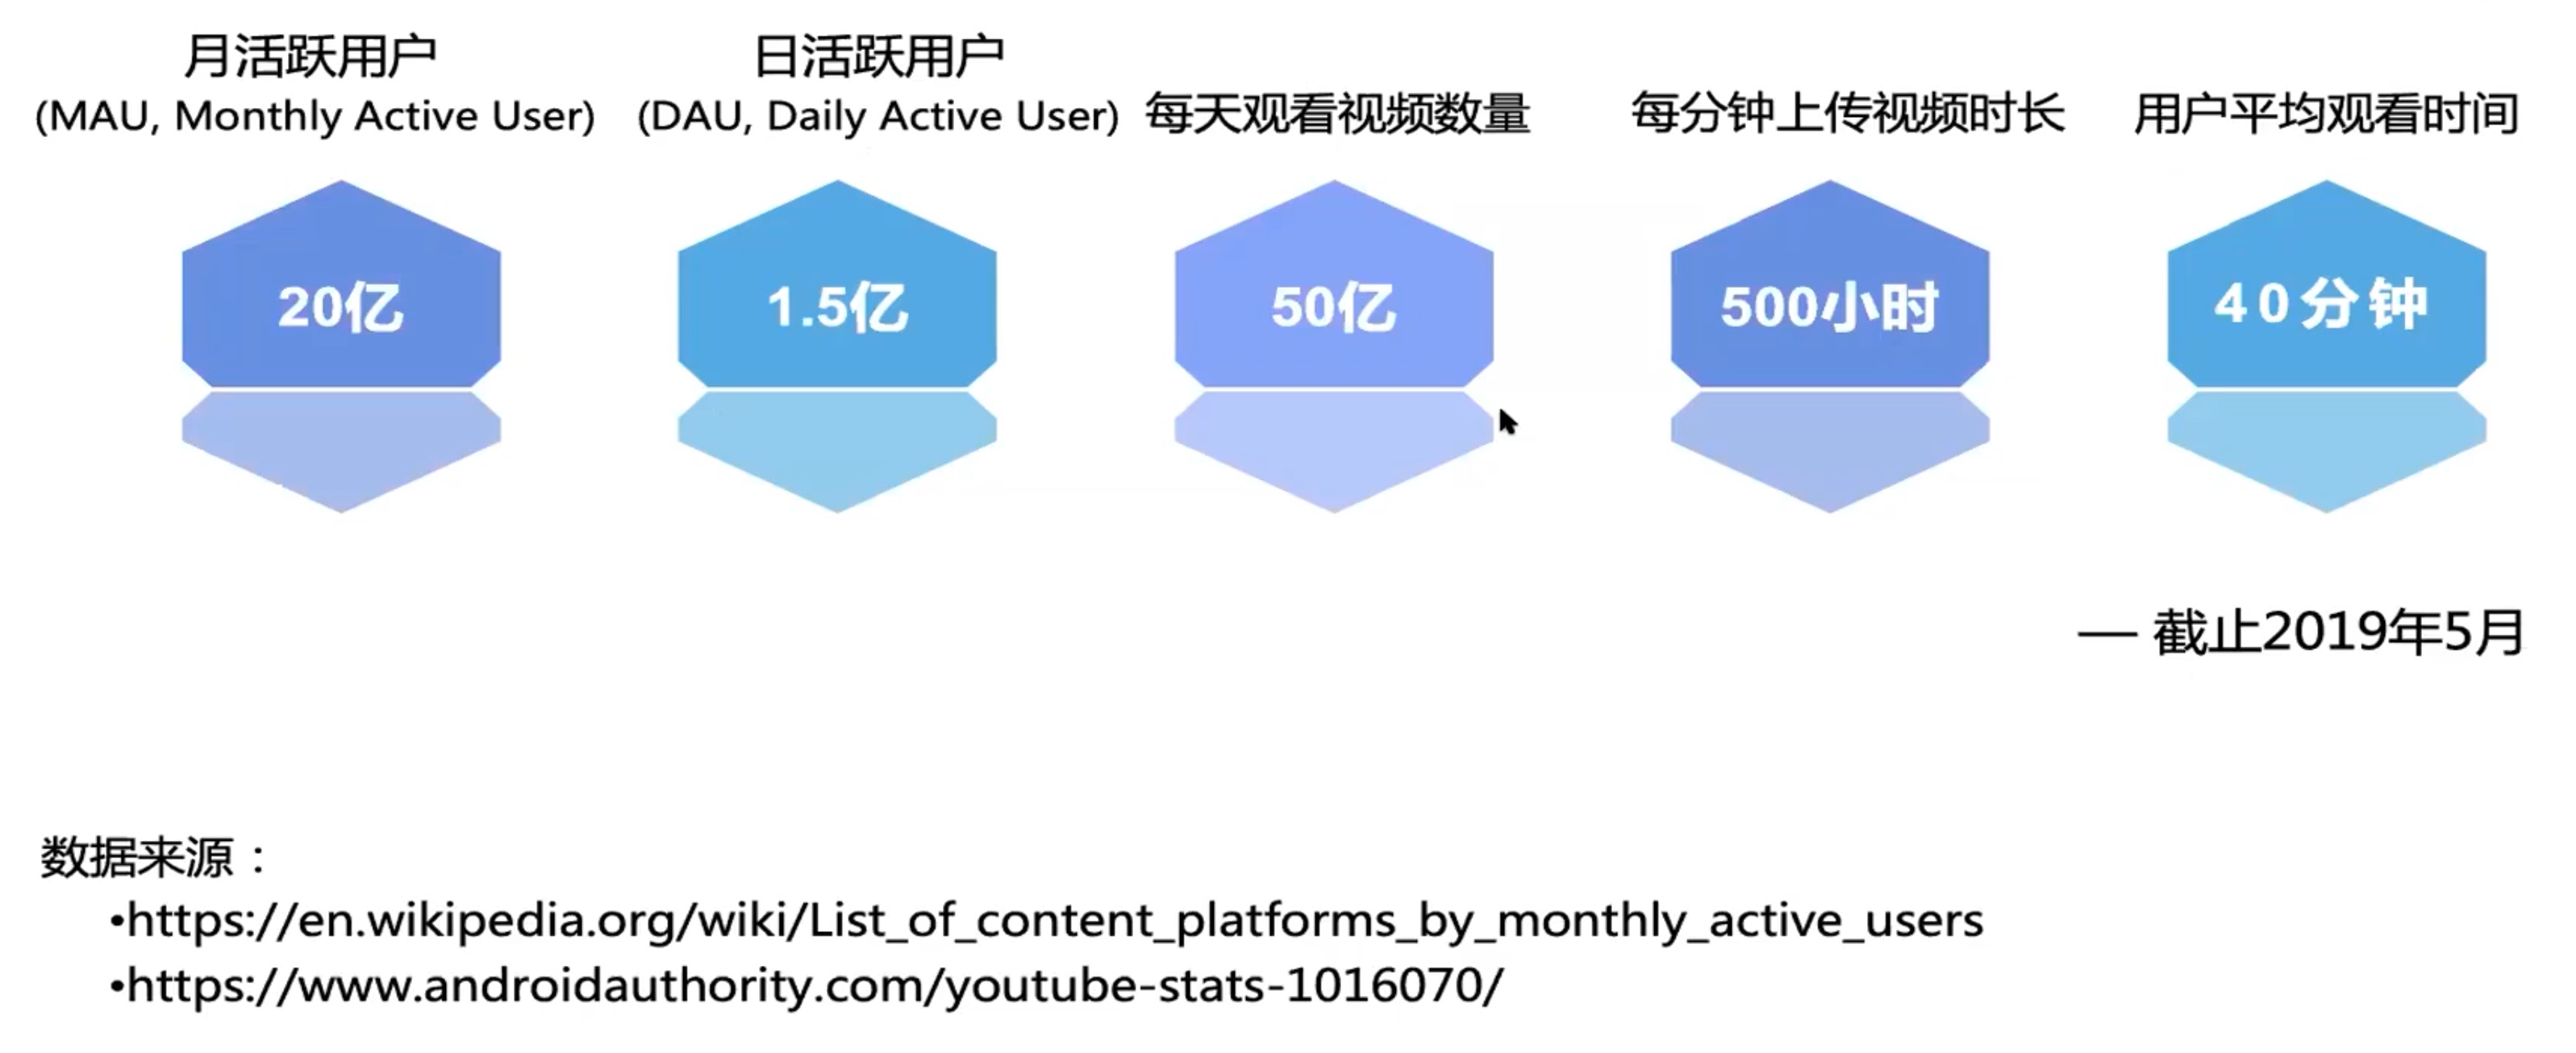 月活跃用户
(MAU, Monthly Active User)
日活跃用户
(DAU, Daily Active User)
每天观看视频数量
每分钟上传视频时长
用户平均观看时间
20亿
1.5亿
50亿
500小时
40分钟
— 截止2019年5月
数据来源：
•https://en.wikipedia.org/wiki/List_of_content_platforms_by_monthly_active_users
•https://www.androidauthority.com/youtube-stats-1016070/